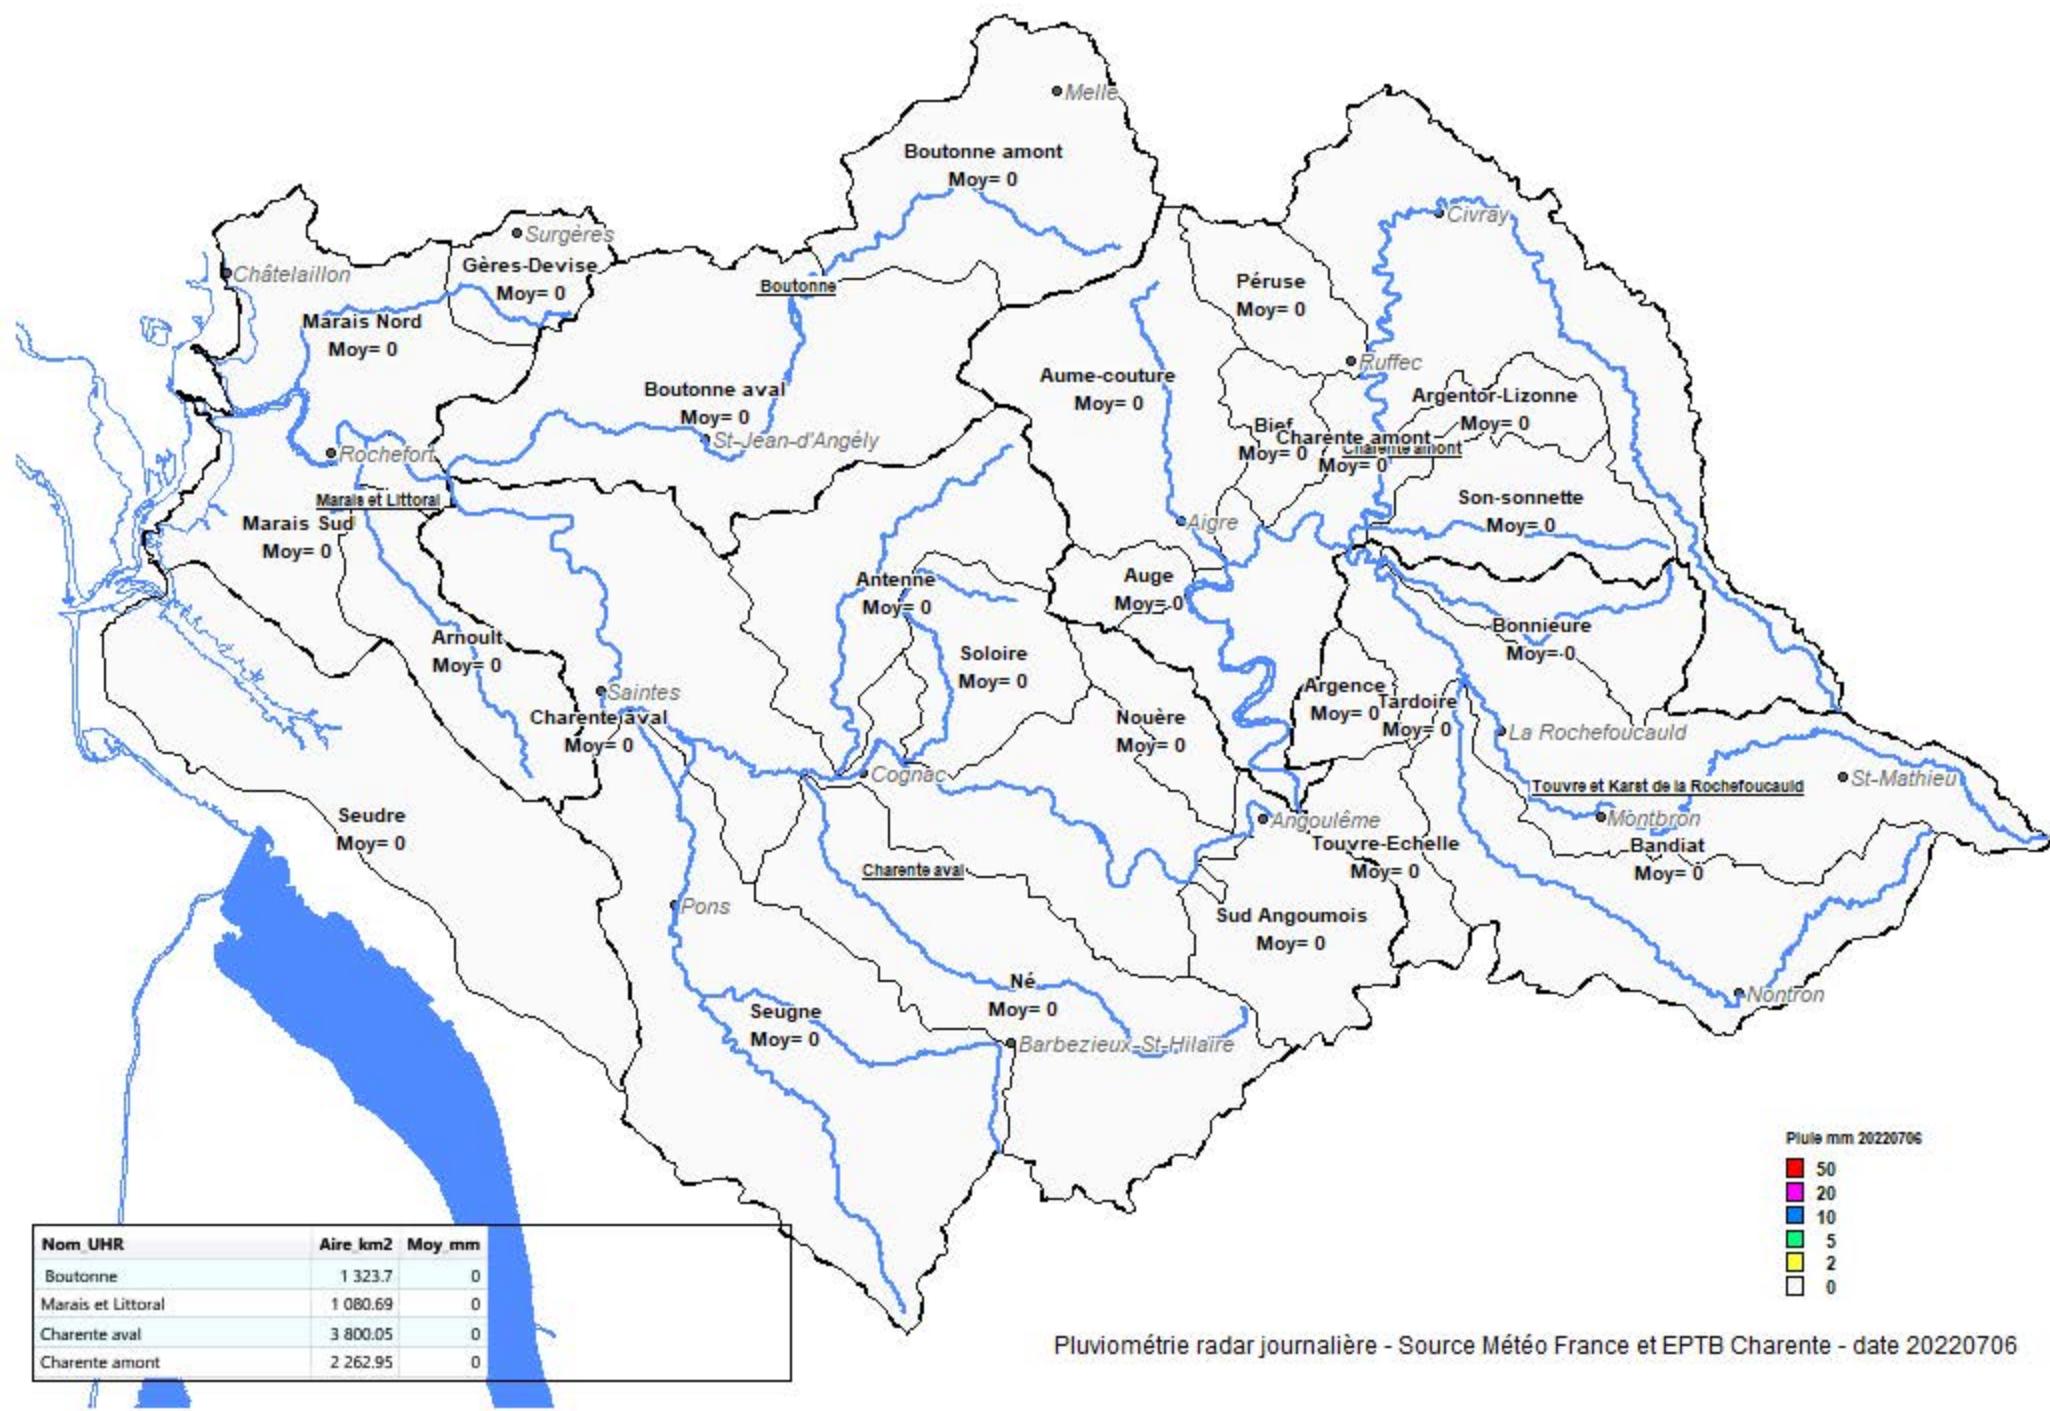 Melle
Boutonne amont
Moy= 0
Civray
Surgères
Châtelaillon
Gères-Devise
Moy= 0
Boutonne
Péruse
Moy= 0
Marais Nord
Moy= 0
Ruffec
Aume-couture
Moy= 0
Boutonne aval
Moy= 0
Argentor-Lizonne
Moy= 0
St-Jean-d'Angély
Bief
Moy= 0
Charente amont
Moy= 0
Charente amont
Rochefort
Marais et Littoral
Son-sonnette
Moy= 0
Marais Sud
Moy= 0
Aigre
Antenne
Moy= 0
Auge
Moy= 0
Bonnieure
Moy= 0
Arnoult
Moy= 0
Soloire
Moy= 0
Saintes
Argence
Moy= 0
Tardoire
Moy= 0
Charente aval
Moy= 0
Nouère
Moy= 0
La Rochefoucauld
Cognac
Touvre et Karst de la Rochefoucauld
St-Mathieu
Seudre
Moy= 0
Angoulême
Montbron
Touvre-Echelle
Moy= 0
Bandiat
Moy= 0
Charente aval
Pons
Sud Angoumois
Moy= 0
Né
Moy= 0
Nontron
Seugne
Moy= 0
Barbezieux-St-Hilaire
Pluie mm 20220706
50
20
10
5
2
0
Nom_UHR Aire_km2 Moy_mm
Boutonne 1 323.7 0
Marais et Littoral 1 080.69 0
Charente aval 3 800.05 0
Charente amont 2 262.95 0
Pluviométrie radar journalière - Source Météo France et EPTB Charente - date 20220706